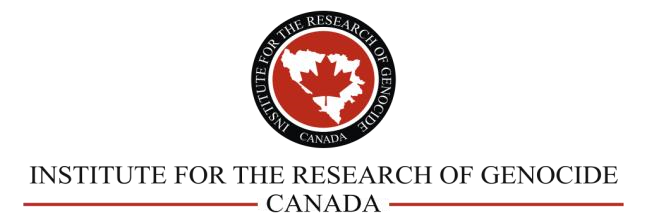 INSTITUTE FOR THE RESEARCH OF GENOCIDE
CANADA
INSTITUTE FOR THE RESEARCH OF GENOCIDE
CANADA